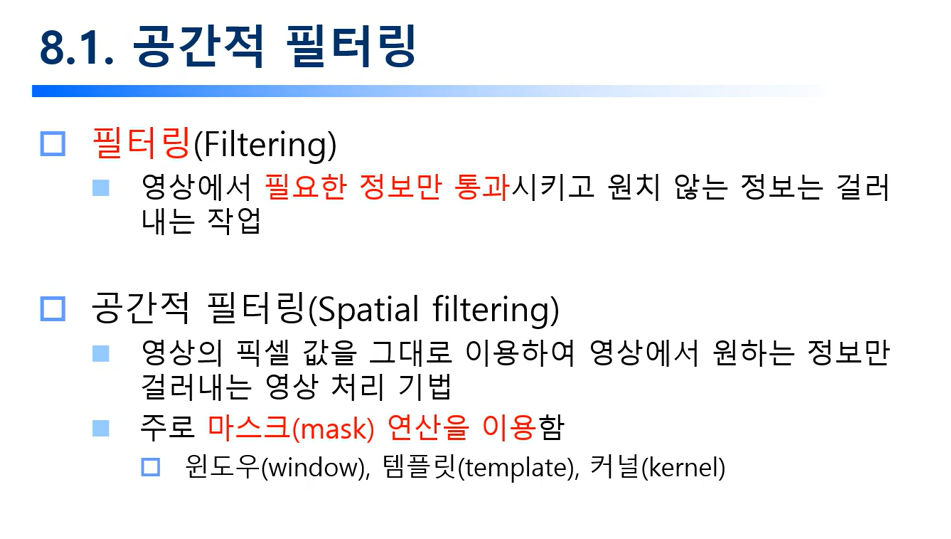 8.1. 공간적 필터링
필터링(Filtering)
영상에서 필요한 정보만 통과시키고 원치 않는 정보는 걸러
내는 작업
공간적 필터링(Spatial filtering)
영상의 픽셀 값을 그대로 이용하여 영상에서 원하는 정보만
걸러내는 영상 처리 기법
주로 마스크(mask) 연산을 이용함
윈도우(window), 템플릿(template), 커널(kernel)